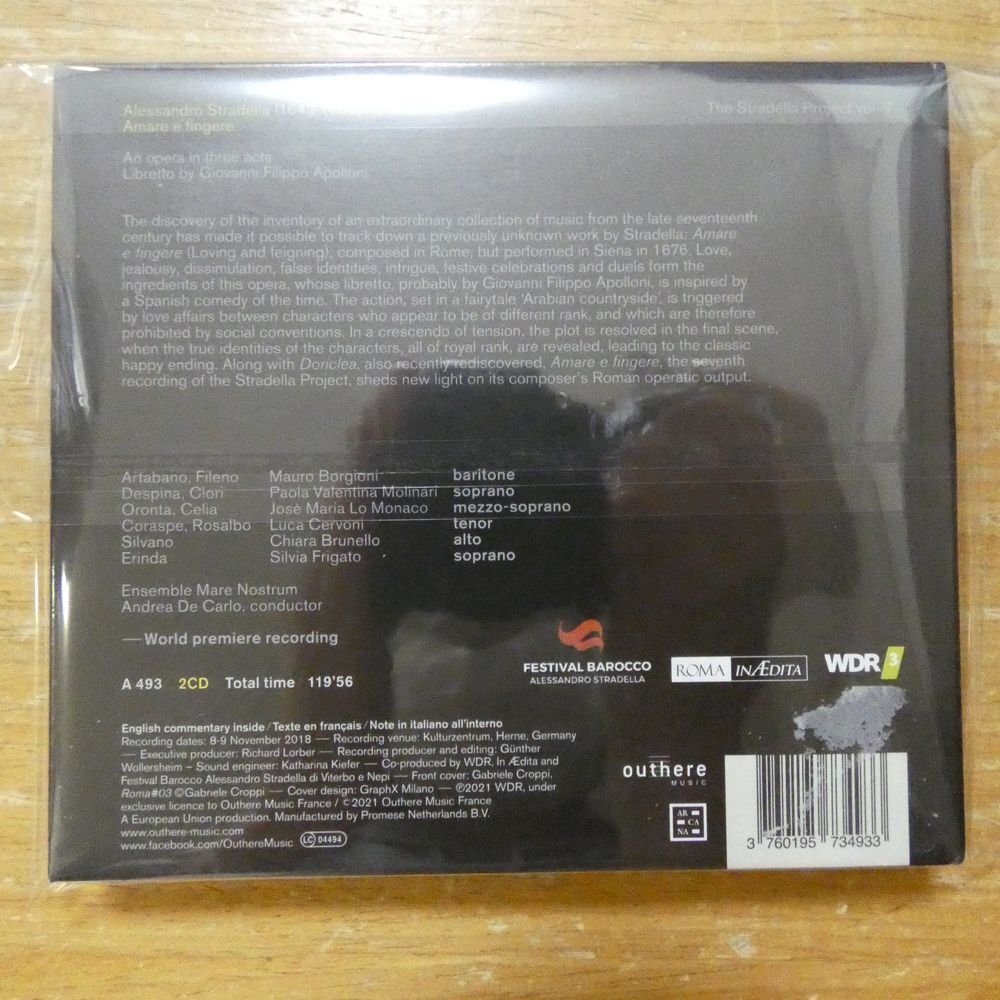 Alessandro Stradella
The Stradella Project vol. 7
Amare e fingere
An opera in three acts
Libretto by Giovanni Filippo Apolloni
The discovery of the inventory of an extraordinary collection of music from the late seventeenth
century has made it possible to track down a previously unknown work by Stradella: Amare
e fingere (Loving and feigning), composed in Rome, but performed in Siena in 1676. Love,
jealousy, dissimulation, false identities, intrigue, festive celebrations and duels form the
ingredients of this opera, whose libretto, probably by Giovanni Filippo Apolloni, is inspired by
a Spanish comedy of the time. The action, set in a fairytale 'Arabian countryside', is triggered
by love affairs between characters who appear to be of different rank, and which are therefore
prohibited by social conventions. In a crescendo of tension, the plot is resolved in the final scene,
when the true identities of the characters, all of royal rank, are revealed, leading to the classic
happy ending. Along with Doriclea, also recently rediscovered, Amare e fingere, the seventh
recording of the Stradella Project, sheds new light on its composer's Roman operatic output.
Artabano, Fileno Mauro Borgioni baritone
Despina, Clori Paola Valentina Molinari soprano
Oronta, Celia José Maria Lo Monaco mezzo-soprano
Coraspe, Rosalbo Luca Cervoni tenor
Silvano Chiara Brunello alto
Erinda Silvia Frigato soprano
Ensemble Mare Nostrum
Andrea De Carlo, conductor
—World premiere recording
A 493 2CD Total time 119'56
FESTIVAL BAROCCO
ALESSANDRO STRADELLA
ROMA INÆDITA
WDR 3
English commentary inside / Texte en français / Note in italiano all'interno
Recording dates: 8-9 November 2018 — Recording venue: Kulturzentrum, Herne, Germany
— Executive producer: Richard Lorber — Recording producer and editing: Günther
Wollersheim – Sound engineer: Katharina Kiefer — Co-produced by WDR, In Ædita and
Festival Barocco Alessandro Stradella di Viterbo e Nepi — Front cover: Gabriele Croppi,
Roma#03 ©Gabriele Croppi — Cover design: GraphX Milano — ℗2021 WDR, under
exclusive licence to Outhere Music France / © 2021 Outhere Music France
A European Union production. Manufactured by Promese Netherlands B.V.
www.outhere-music.com
www.facebook.com/OuthereMusic LC 04494
outhere
MUSIC
AR
CA
NA
3 760195 734933